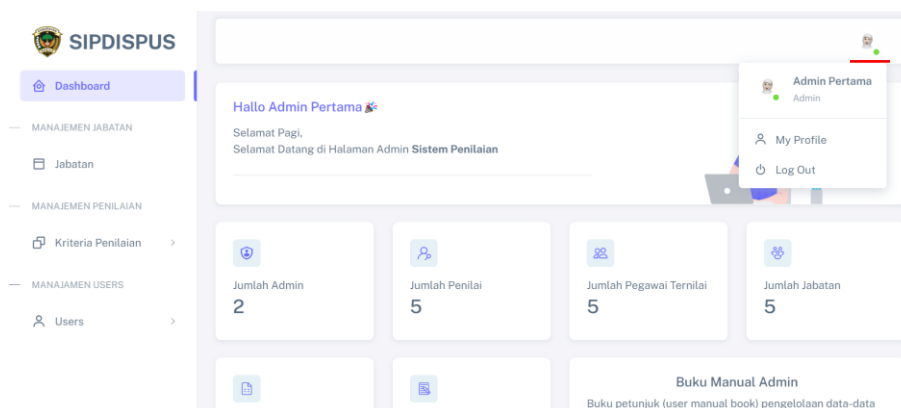 SIPDISPUS
Dashboard
MANAJEMEN JABATAN
Jabatan
MANAJEMEN PENILAIAN
Kriteria Penilaian
MANAJAMEN USERS
Users
Admin Pertama
Admin
My Profile
Log Out
Hallo Admin Pertama
Selamat Pagi,
Selamat Datang di Halaman Admin Sistem Penilaian
Jumlah Admin
2
Jumlah Penilai
5
Jumlah Pegawai Ternilai
5
Jumlah Jabatan
5
Buku Manual Admin
Buku petunjuk (user manual book) pengelolaan data-data